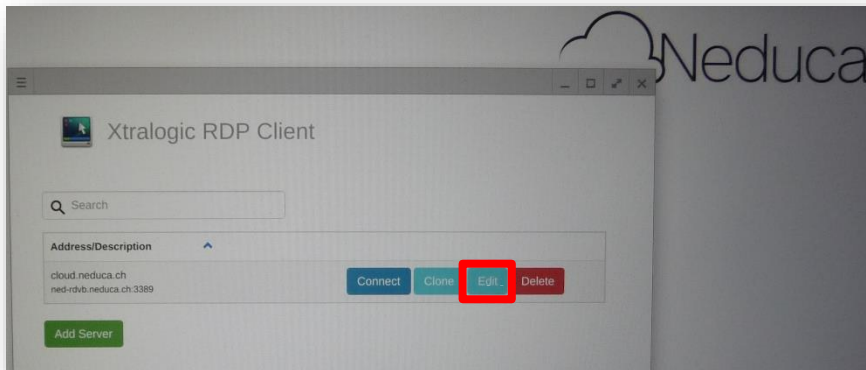 Neduca
Xtralogic RDP Client
Search
Address/Description
cloud.neduca.ch
ned-rdvb.neduca.ch:3389
Connect Clone Edit Delete
Add Server